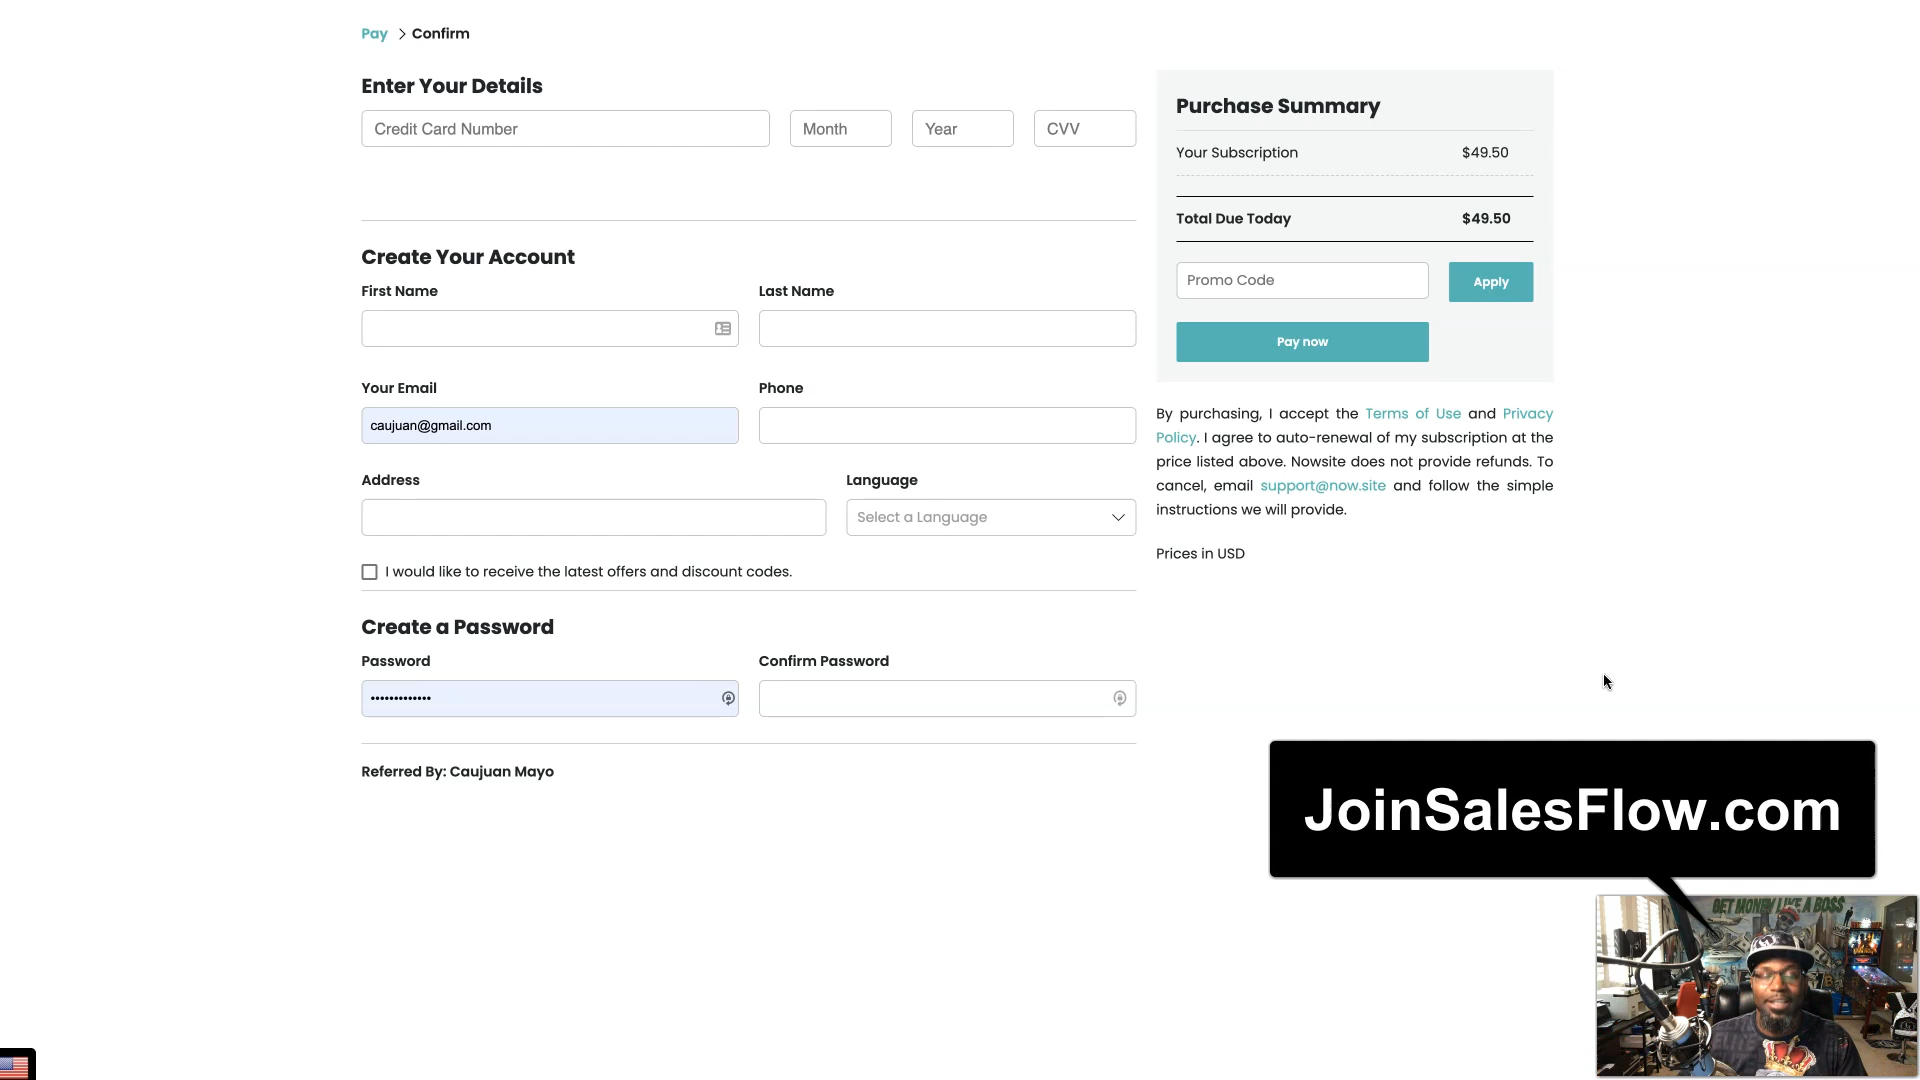 Pay > Confirm
Enter Your Details
Credit Card Number
Month
Year
CVV
Create Your Account
First Name
Last Name
Your Email
caujuan@gmail.com
Phone
Address
Language
Select a Language
I would like to receive the latest offers and discount codes.
Create a Password
Password
•••••••••••••
Confirm Password
Referred By: Caujuan Mayo
Purchase Summary
Your Subscription $49.50
Total Due Today $49.50
Promo Code
Apply
Pay now
By purchasing, I accept the Terms of Use and Privacy
Policy. I agree to auto-renewal of my subscription at the
price listed above. Nowsite does not provide refunds. To
cancel, email support@now.site and follow the simple
instructions we will provide.
Prices in USD
JoinSalesFlow.com
GET MONEY LIKE A BOSS